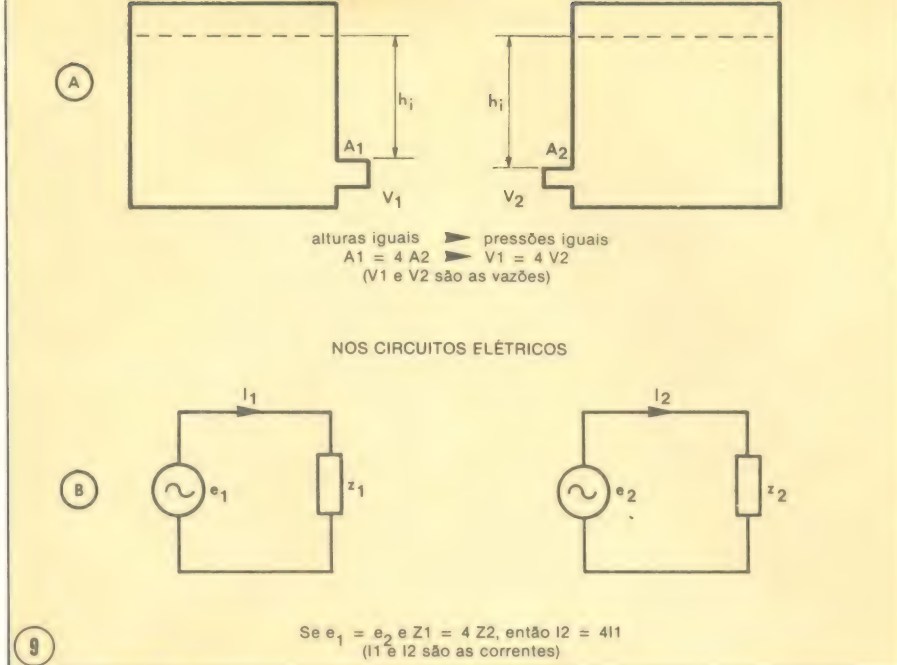 A
h_i
h_i
A1
A2
V1
V2
alturas iguais ➤ pressões iguais
A1 = 4 A2 ➤ V1 = 4 V2
(V1 e V2 são as vazões)
NOS CIRCUITOS ELÉTRICOS
I1
I2
B
e1
z1
e2
z2
Se e1 = e2 e Z1 = 4 Z2, então I2 = 4I1
(I1 e I2 são as correntes)
9